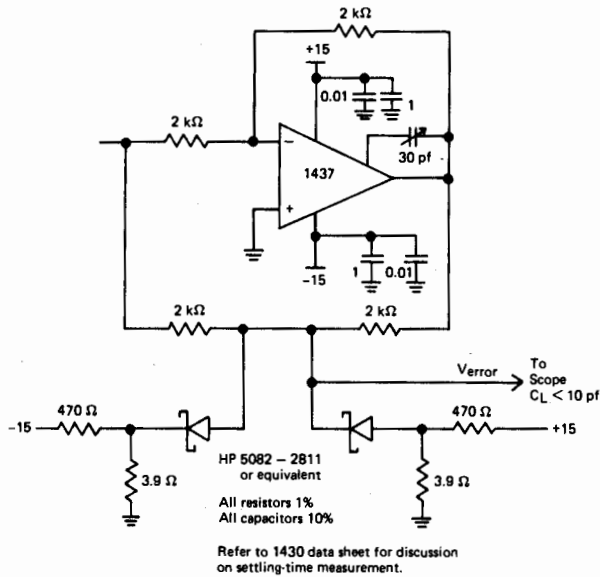 2 kΩ
+15
0.01
1
2 kΩ
30 pf
1437
−
+
1
0.01
-15
2 kΩ
2 kΩ
Verror
To
Scope
CL < 10 pf
470 Ω
470 Ω
-15
+15
HP 5082 – 2811
or equivalent
3.9 Ω
3.9 Ω
All resistors 1%
All capacitors 10%
Refer to 1430 data sheet for discussion
on settling-time measurement.